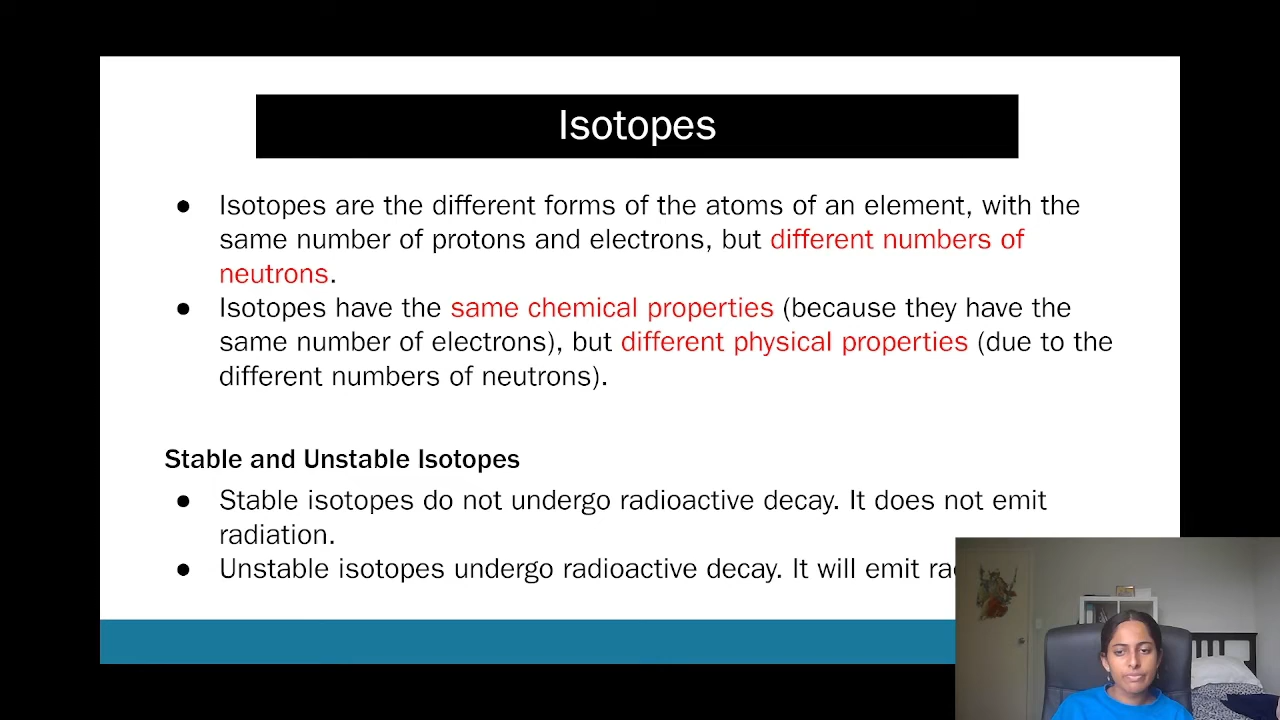 Isotopes
● Isotopes are the different forms of the atoms of an element, with the
same number of protons and electrons, but different numbers of
neutrons.
● Isotopes have the same chemical properties (because they have the
same number of electrons), but different physical properties (due to the
different numbers of neutrons).
Stable and Unstable Isotopes
● Stable isotopes do not undergo radioactive decay. It does not emit
radiation.
● Unstable isotopes undergo radioactive decay. It will emit